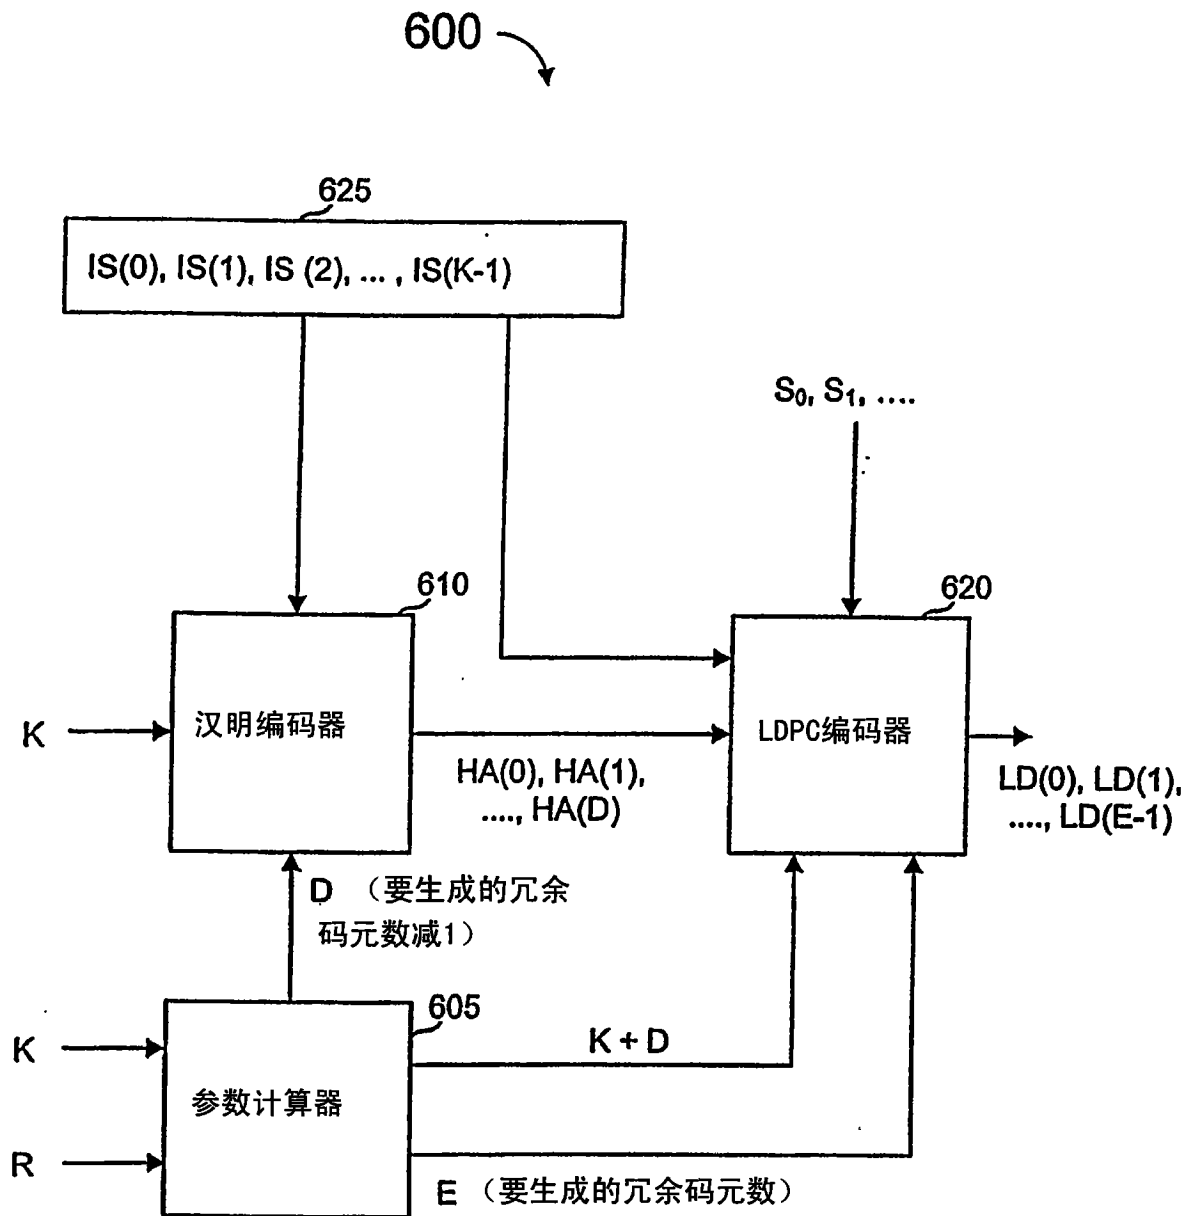 600
625
IS(0), IS(1), IS (2), ... , IS(K-1)
S0, S1, ....
610
620
K
汉明编码器
LDPC编码器
HA(0), HA(1),
...., HA(D)
LD(0), LD(1),
...., LD(E-1)
D （要生成的冗余
码元数减1）
605
K
K + D
参数计算器
R
E （要生成的冗余码元数）